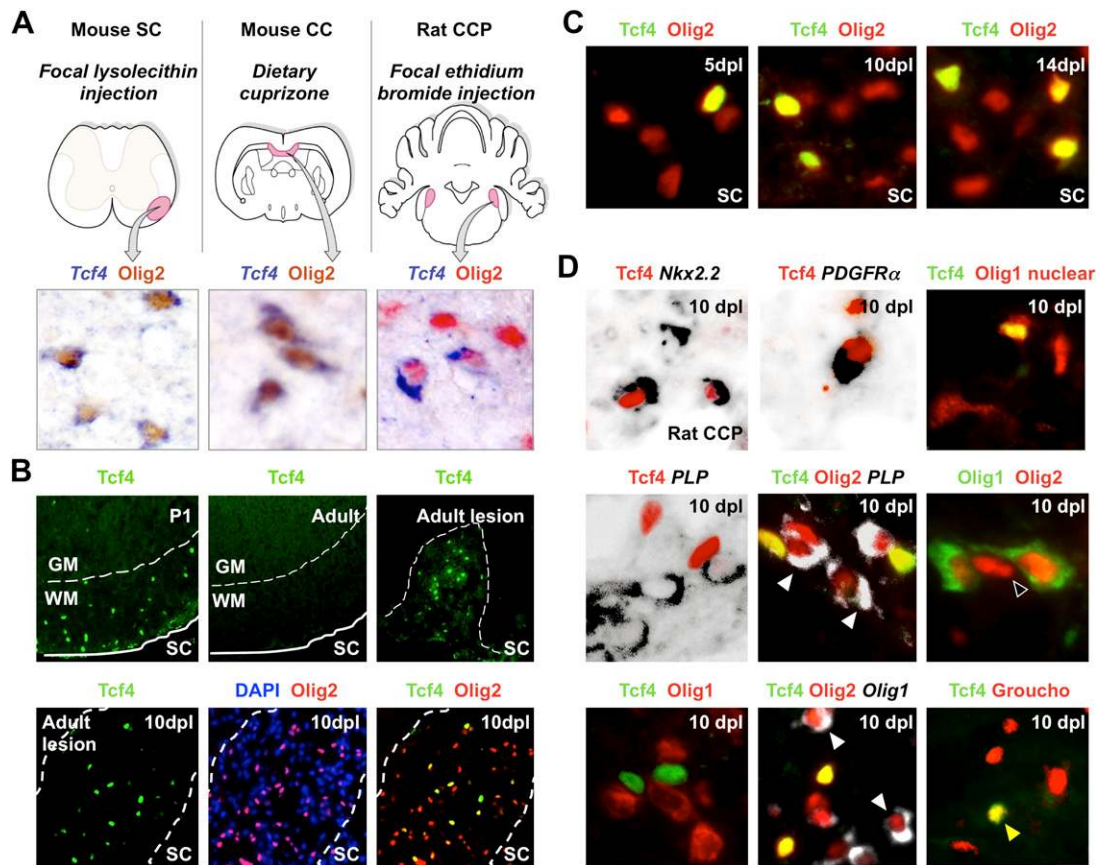 A
Mouse SC
Focal lysolecithin
injection
Mouse CC
Dietary
cuprizone
Rat CCP
Focal ethidium
bromide injection
Tcf4 Olig2
Tcf4 Olig2
Tcf4 Olig2
B
Tcf4
P1
GM
WM
SC
Tcf4
Adult
GM
WM
SC
Tcf4
Adult lesion
SC
Tcf4
Adult
lesion
10dpl
SC
DAPI Olig2
10dpl
SC
Tcf4 Olig2
10dpl
SC
C
Tcf4 Olig2
5dpl
SC
Tcf4 Olig2
10dpl
SC
Tcf4 Olig2
14dpl
SC
D
Tcf4 Nkx2.2
10 dpl
Rat CCP
Tcf4 PDGFRα
10 dpl
Tcf4 Olig1 nuclear
10 dpl
Tcf4 PLP
10 dpl
Tcf4 Olig2 PLP
10 dpl
Olig1 Olig2
10 dpl
Tcf4 Olig1
10 dpl
Tcf4 Olig2 Olig1
10 dpl
Tcf4 Groucho
10 dpl